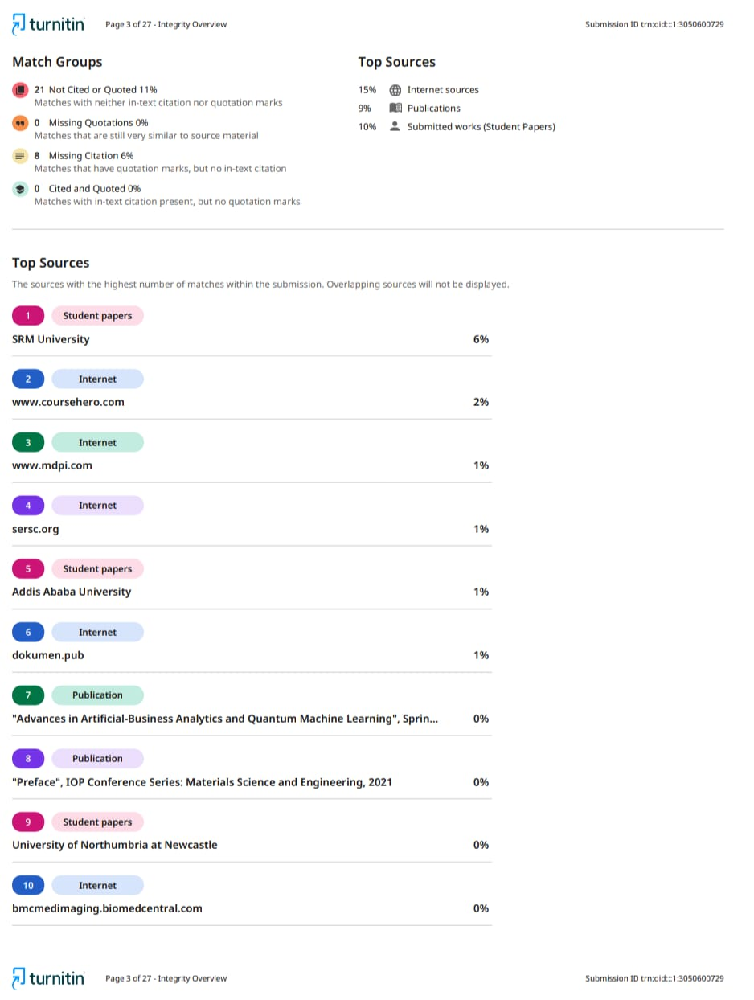 turnitin Page 3 of 27 - Integrity Overview Submission ID trn:oid:::1:3050600729
Match Groups
21 Not Cited or Quoted 11%
Matches with neither in-text citation nor quotation marks
0 Missing Quotations 0%
Matches that are still very similar to source material
8 Missing Citation 6%
Matches that have quotation marks, but no in-text citation
0 Cited and Quoted 0%
Matches with in-text citation present, but no quotation marks
Top Sources
15% Internet sources
9% Publications
10% Submitted works (Student Papers)
Top Sources
The sources with the highest number of matches within the submission. Overlapping sources will not be displayed.
1 Student papers
SRM University 6%
2 Internet
www.coursehero.com 2%
3 Internet
www.mdpi.com 1%
4 Internet
sersc.org 1%
5 Student papers
Addis Ababa University 1%
6 Internet
dokumen.pub 1%
7 Publication
"Advances in Artificial-Business Analytics and Quantum Machine Learning", Sprin... 0%
8 Publication
"Preface", IOP Conference Series: Materials Science and Engineering, 2021 0%
9 Student papers
University of Northumbria at Newcastle 0%
10 Internet
bmcmedimaging.biomedcentral.com 0%
turnitin Page 3 of 27 - Integrity Overview Submission ID trn:oid:::1:3050600729